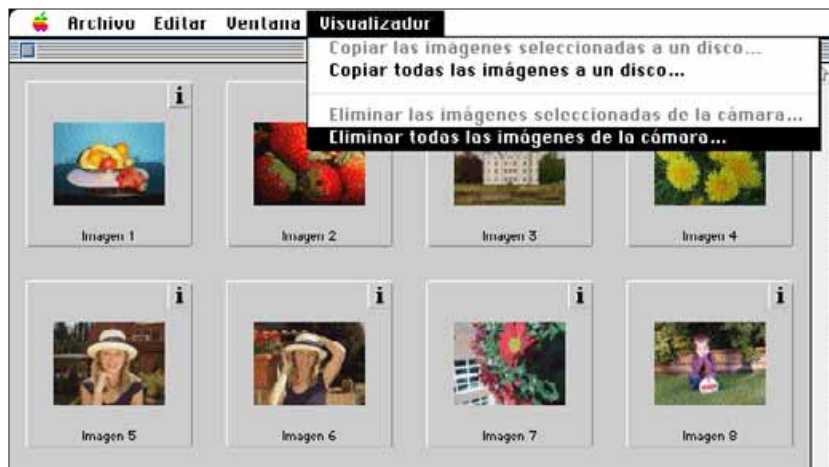 Archivo Editar Ventana Visualizador
Copiar las imágenes seleccionadas a un disco...
Copiar todas las imágenes a un disco...
Eliminar las imágenes seleccionadas de la cámara...
Eliminar todas las imágenes de la cámara...
i
Imagen 1 Imagen 2 Imagen 3 Imagen 4
i i i i
Imagen 5 Imagen 6 Imagen 7 Imagen 8